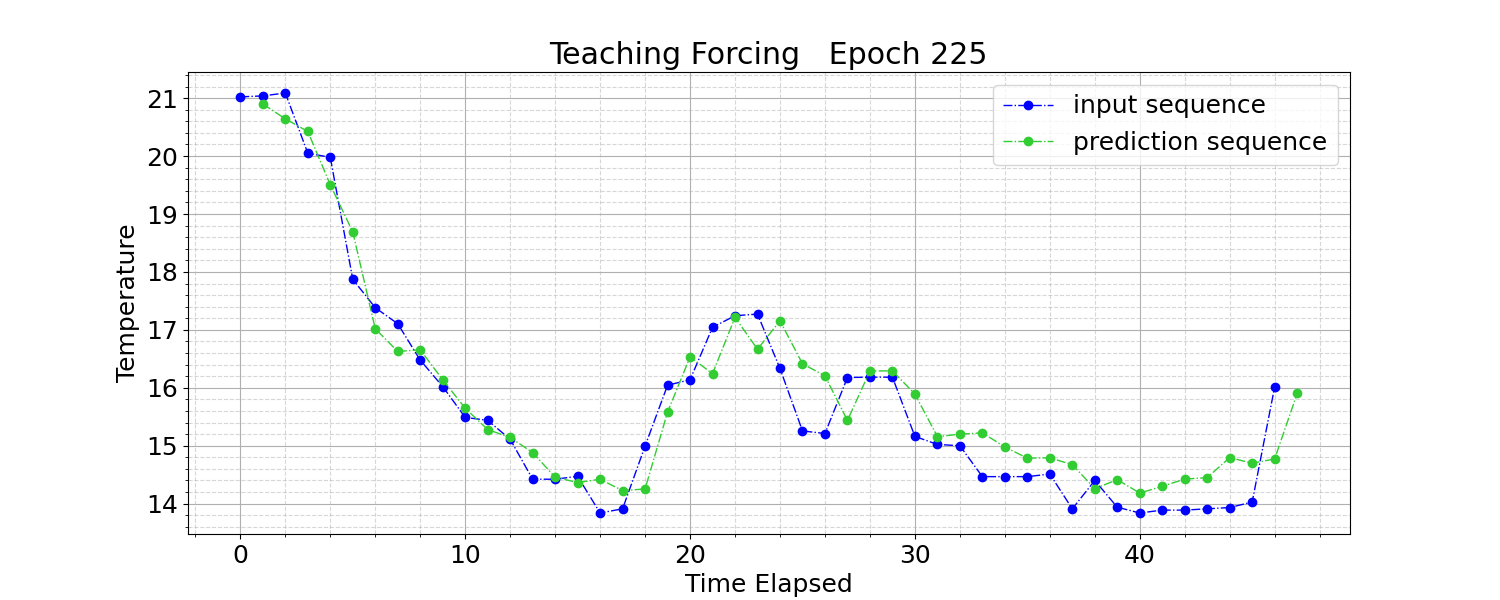 Teaching Forcing   Epoch 225
input sequence
prediction sequence
Temperature
21
20
19
18
17
16
15
14
0 10 20 30 40
Time Elapsed